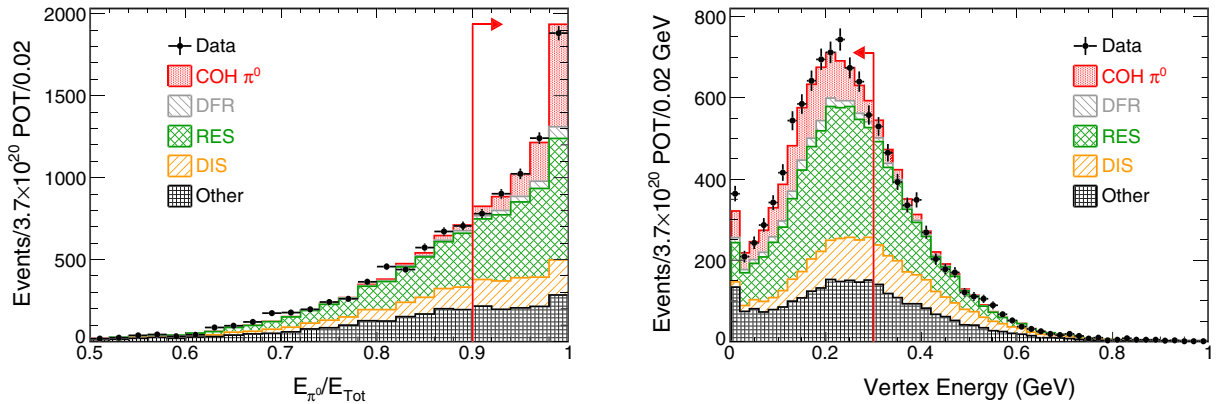 Events/3.7×10²⁰ POT/0.02
2000
1500
1000
500
0
Data
COH π⁰
DFR
RES
DIS
Other
0.5 0.6 0.7 0.8 0.9 1
E_π⁰/E_Tot
Events/3.7×10²⁰ POT/0.02 GeV
800
600
400
200
0
Data
COH π⁰
DFR
RES
DIS
Other
0 0.2 0.4 0.6 0.8 1
Vertex Energy (GeV)